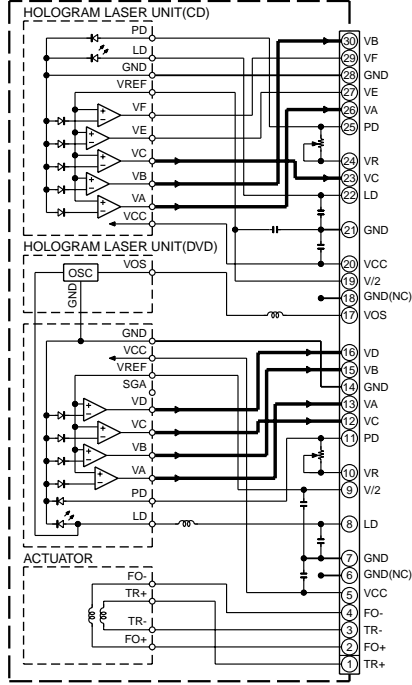 HOLOGRAM LASER UNIT(CD)
PD
LD
GND
VREF
VF
VE
VC
VB
VA
VCC
30 VB
29 VF
28 GND
27 VE
26 VA
25 PD
24 VR
23 VC
22 LD
21 GND
20 VCC
19 V/2
18 GND(NC)
17 VOS
HOLOGRAM LASER UNIT(DVD)
OSC
VOS
GND
GND
VCC
VREF
SGA
VD
VC
VB
VA
PD
LD
16 VD
15 VB
14 GND
13 VA
12 VC
11 PD
10 VR
9 V/2
8 LD
7 GND
6 GND(NC)
5 VCC
4 FO-
3 TR-
2 FO+
1 TR+
ACTUATOR
FO-
TR+
TR-
FO+